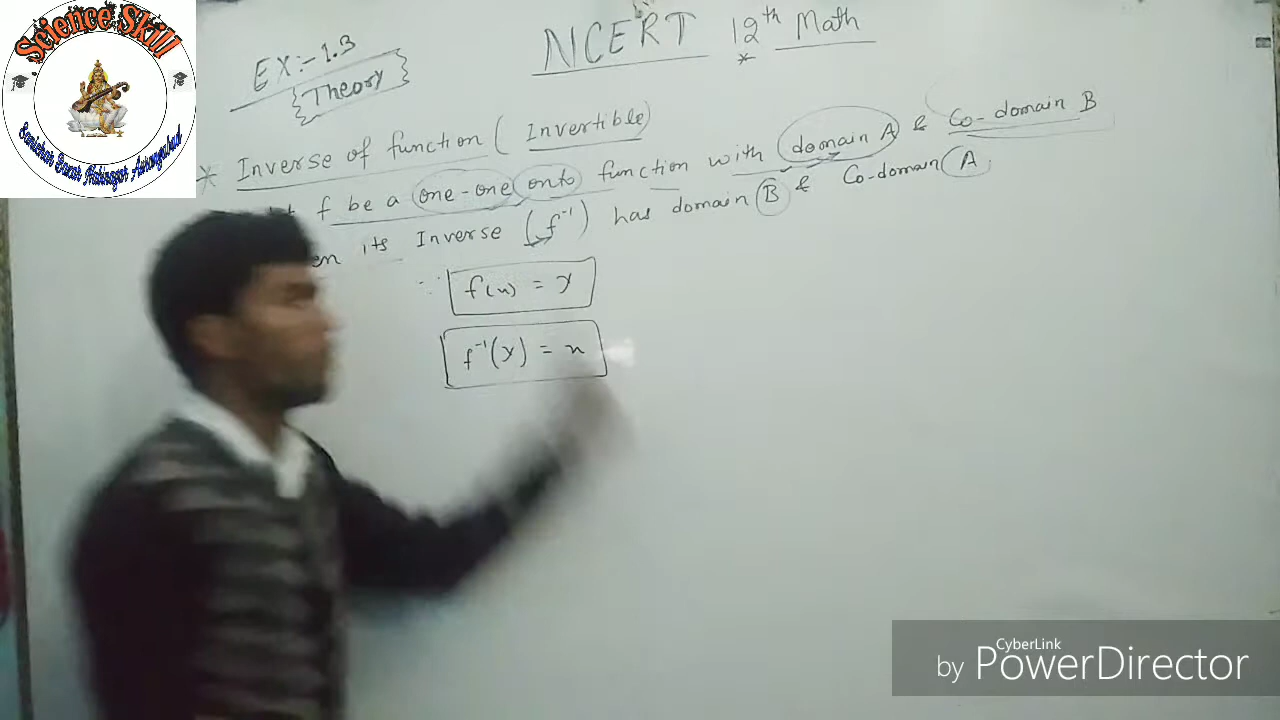 Science Skill
NCERT 12th Math
*
EX:- 1.3
Theory
* Inverse of function (Invertible)
f be a one-one onto function with domain A & Co-domain B
its Inverse (f⁻¹) has domain B & Co-domain A
∵ f(x) = y
f⁻¹(y) = x
CyberLink
by PowerDirector